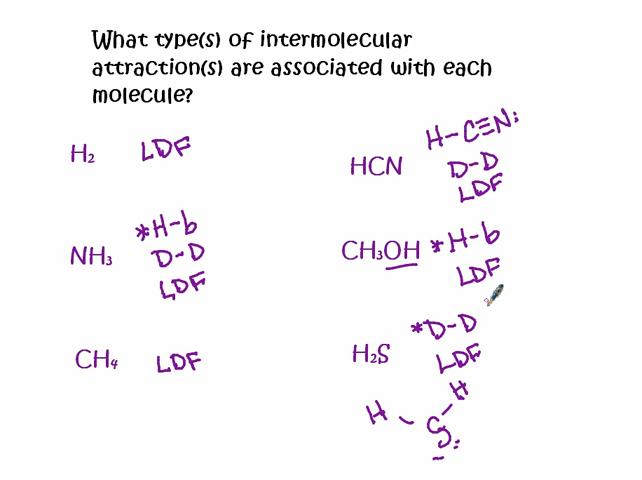 What type(s) of intermolecular
attraction(s) are associated with each
molecule?
H₂ LDF
NH₃ *H-b
D-D
LDF
CH₄ LDF
H-C≡N:
HCN D-D
LDF
CH₃OH *H-b
LDF
H₂S *D-D
LDF
H
H
S